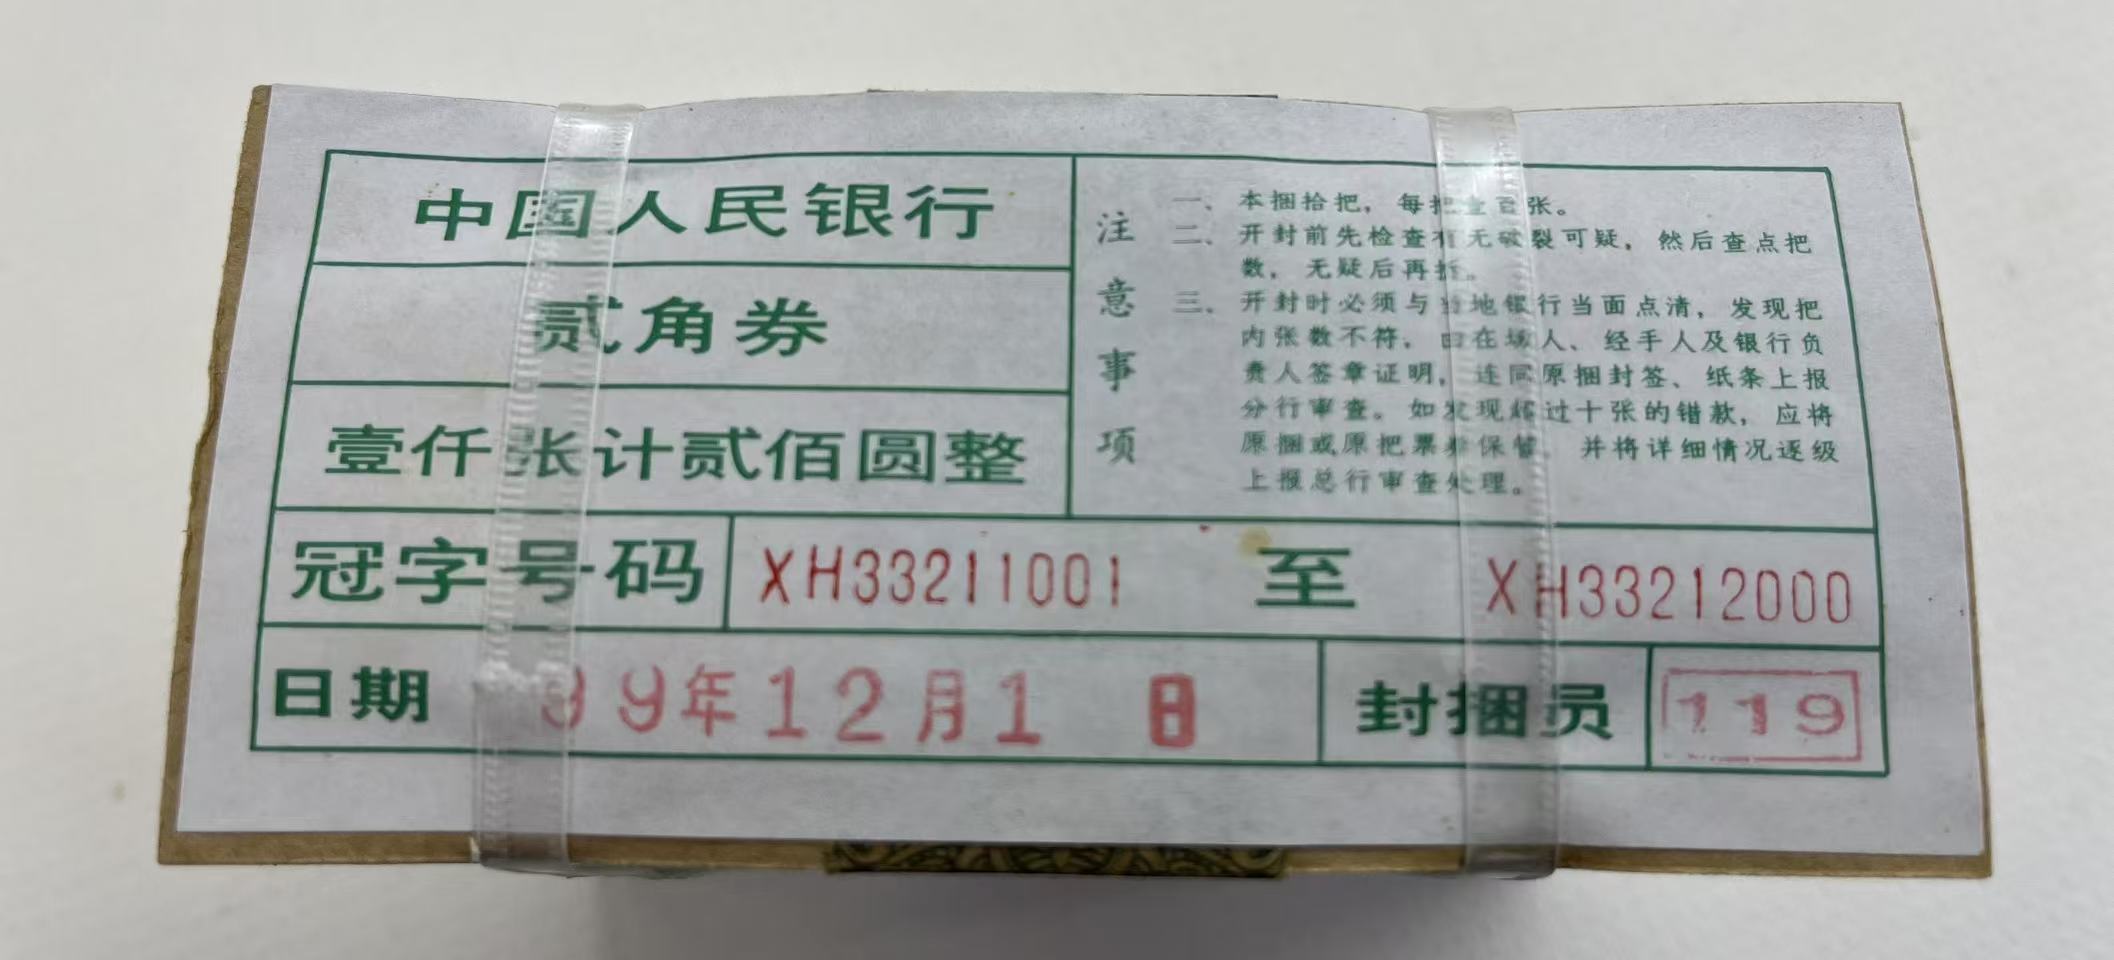 中国人民银行
贰角券
壹仟张计贰佰圆整
注意事项
一、本捆拾把，每把壹百张。
二、开封前先检查有无破裂可疑，然后查点把
数，无疑后再拆。
三、开封时必须与当地银行当面点清，发现把
内张数不符，由在场人、经手人及银行负
责人签章证明，连同原捆封签、纸条上报
分行审查。如发现超过十张的错款，应将
原捆或原把票券保管，并将详细情况逐级
上报总行审查处理。
冠字号码 XH33211001 至 XH33212000
日期 99年12月1日 封捆员 119